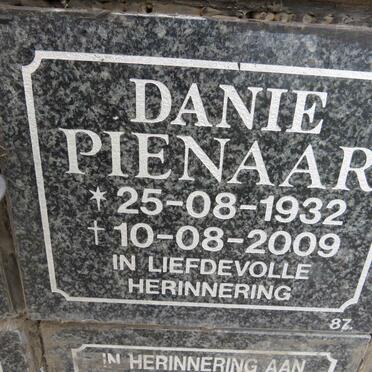 DANIE
PIENAAR
* 25-08-1932
† 10-08-2009
IN LIEFDEVOLLE
HERINNERING
87
IN HERINNERING AAN